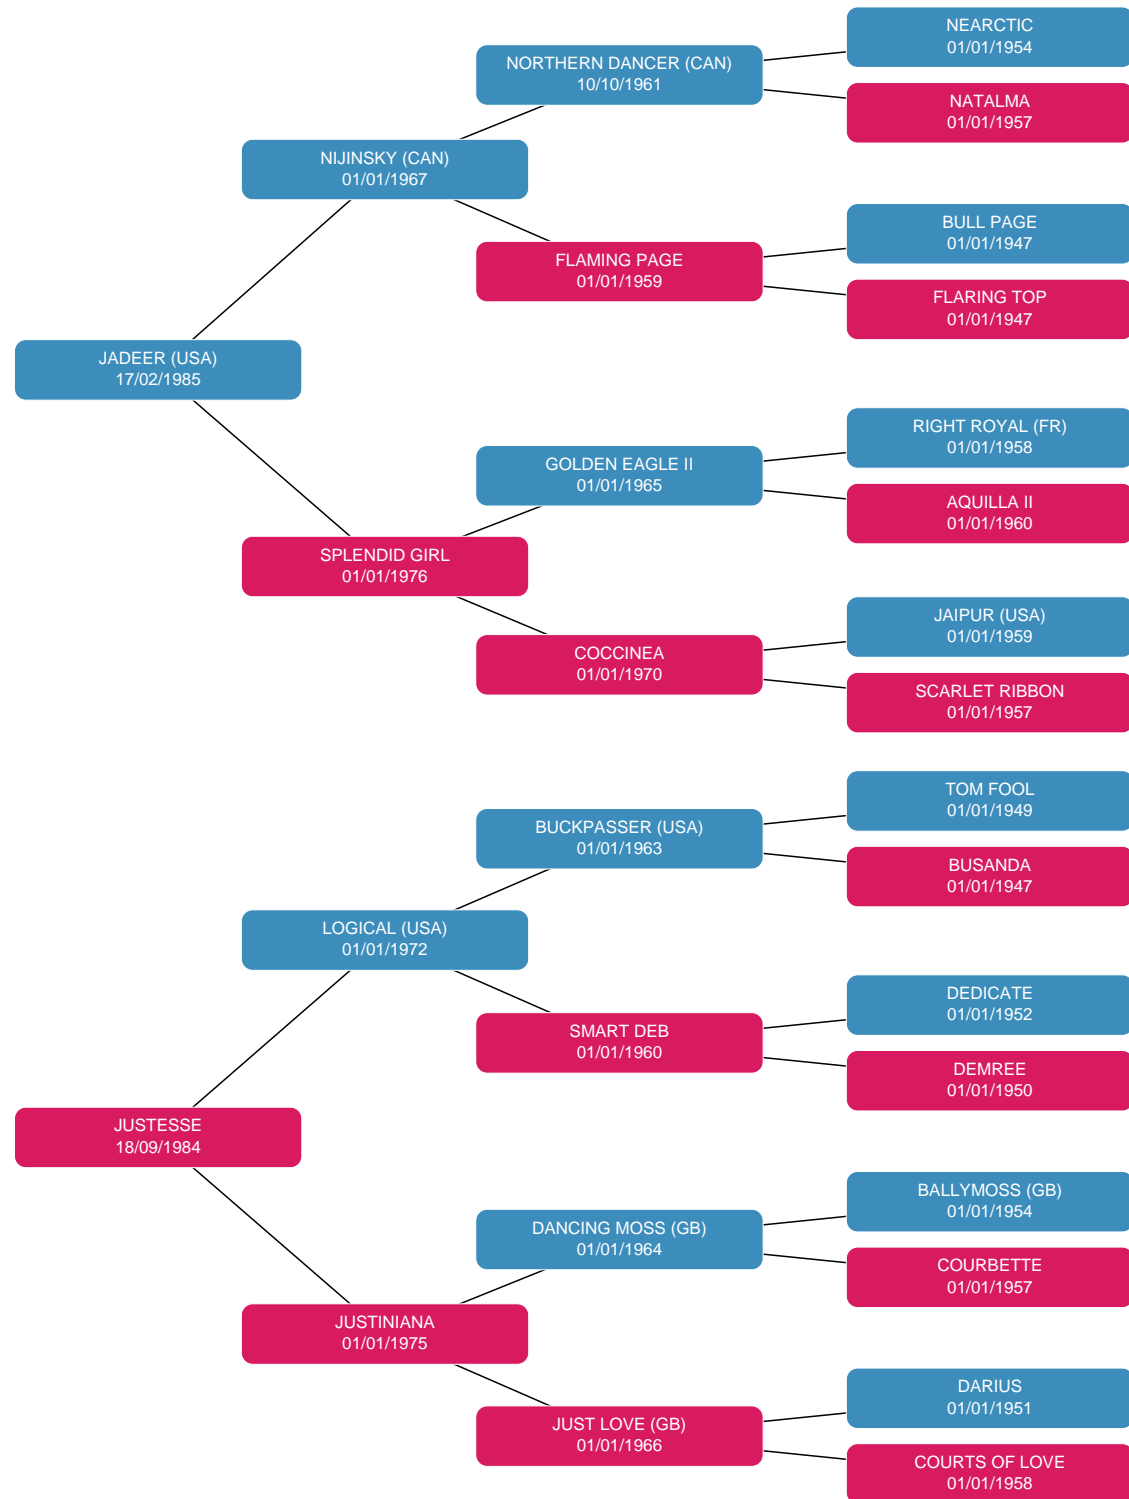 NEARCTIC
01/01/1954
NORTHERN DANCER (CAN)
10/10/1961
NATALMA
01/01/1957
NIJINSKY (CAN)
01/01/1967
BULL PAGE
01/01/1947
FLAMING PAGE
01/01/1959
FLARING TOP
01/01/1947
JADEER (USA)
17/02/1985
RIGHT ROYAL (FR)
01/01/1958
GOLDEN EAGLE II
01/01/1965
AQUILLA II
01/01/1960
SPLENDID GIRL
01/01/1976
JAIPUR (USA)
01/01/1959
COCCINEA
01/01/1970
SCARLET RIBBON
01/01/1957
TOM FOOL
01/01/1949
BUCKPASSER (USA)
01/01/1963
BUSANDA
01/01/1947
LOGICAL (USA)
01/01/1972
DEDICATE
01/01/1952
SMART DEB
01/01/1960
DEMREE
01/01/1950
JUSTESSE
18/09/1984
BALLYMOSS (GB)
01/01/1954
DANCING MOSS (GB)
01/01/1964
COURBETTE
01/01/1957
JUSTINIANA
01/01/1975
DARIUS
01/01/1951
JUST LOVE (GB)
01/01/1966
COURTS OF LOVE
01/01/1958